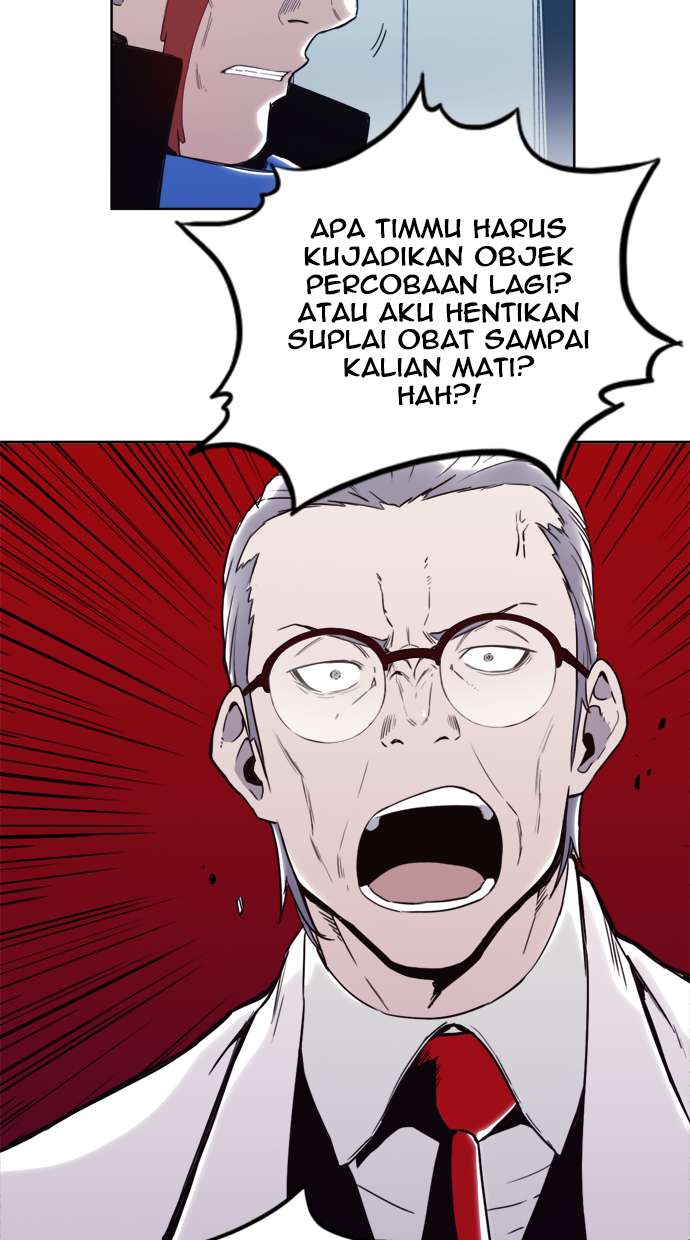 APA TIMMU HARUS
KUJADIKAN OBJEK
PERCOBAAN LAGI?
ATAU AKU HENTIKAN
SUPLAI OBAT SAMPAI
KALIAN MATI?
HAH?!